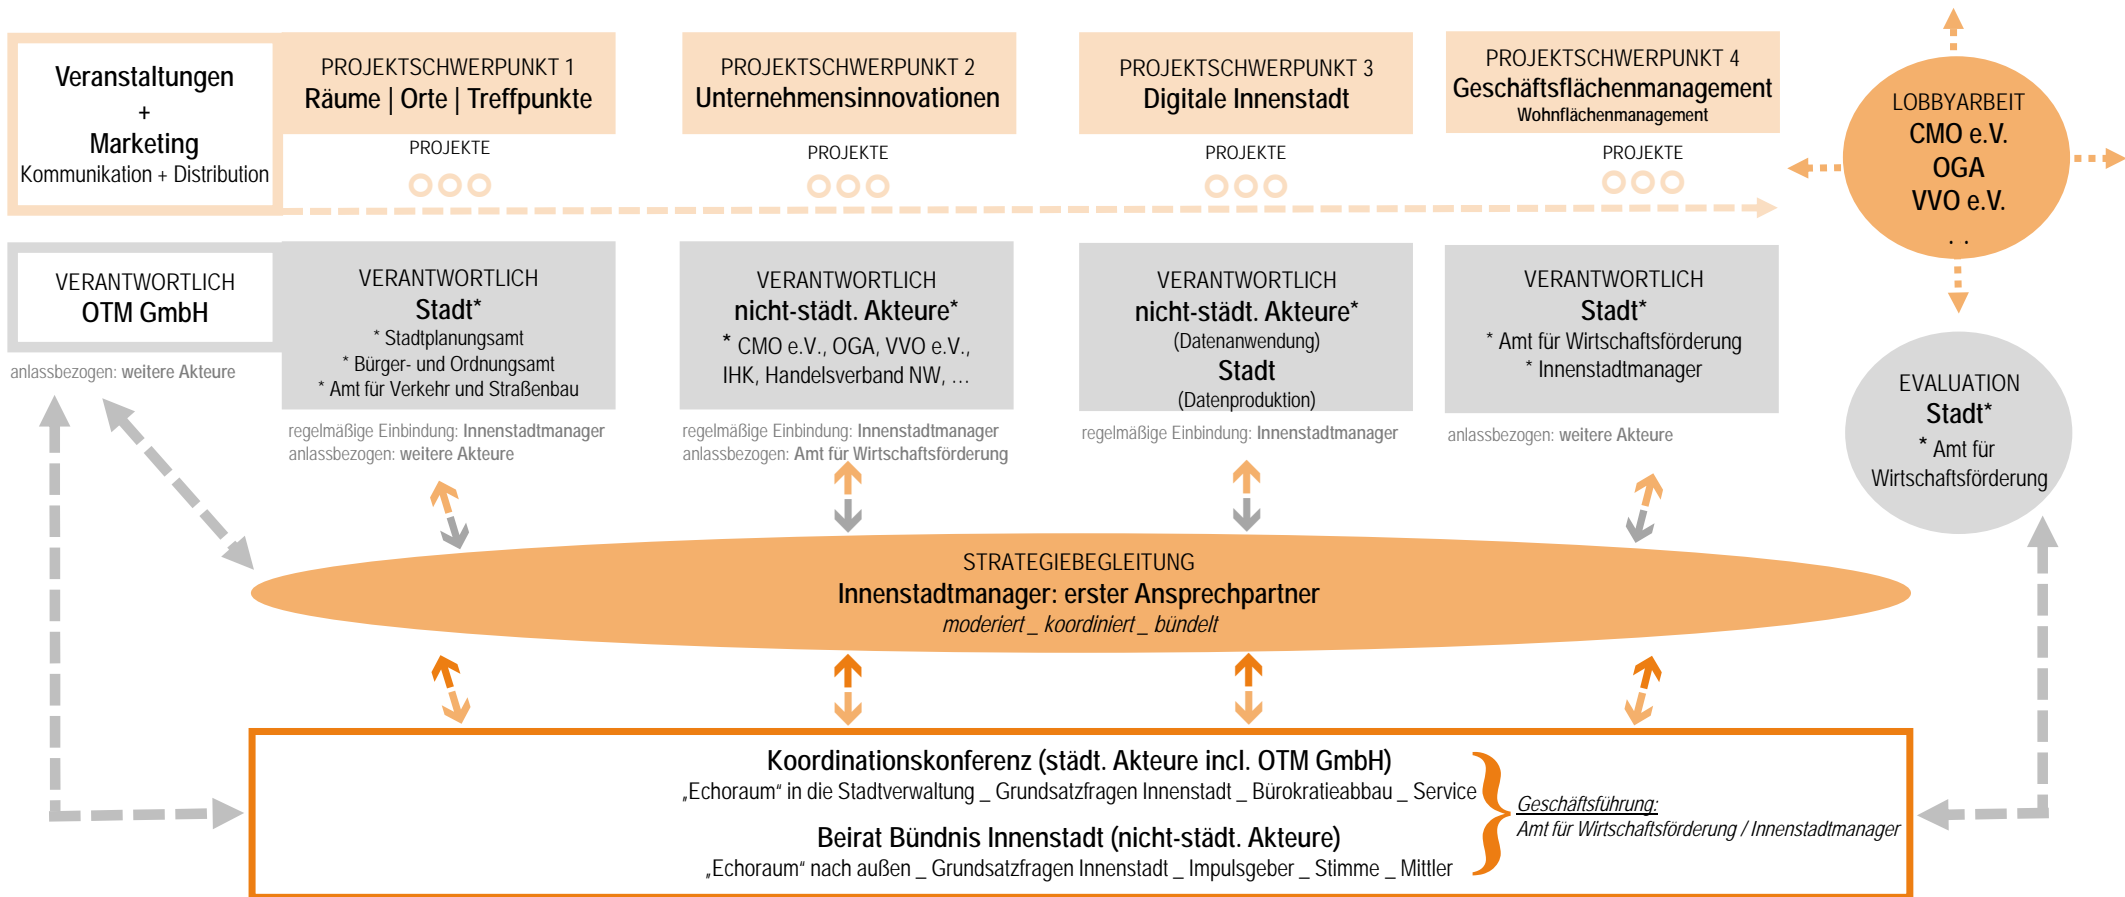 Veranstaltungen
+
Marketing
Kommunikation + Distribution
PROJEKTSCHWERPUNKT 1
Räume | Orte | Treffpunkte
PROJEKTE
PROJEKTSCHWERPUNKT 2
Unternehmensinnovationen
PROJEKTE
PROJEKTSCHWERPUNKT 3
Digitale Innenstadt
PROJEKTE
PROJEKTSCHWERPUNKT 4
Geschäftsflächenmanagement
Wohnflächenmanagement
PROJEKTE
LOBBYARBEIT
CMO e.V.
OGA
VVO e.V.
. .
VERANTWORTLICH
OTM GmbH
anlassbezogen: weitere Akteure
VERANTWORTLICH
Stadt*
* Stadtplanungsamt
* Bürger- und Ordnungsamt
* Amt für Verkehr und Straßenbau
regelmäßige Einbindung: Innenstadtmanager
anlassbezogen: weitere Akteure
VERANTWORTLICH
nicht-städt. Akteure*
* CMO e.V., OGA, VVO e.V.,
IHK, Handelsverband NW, …
regelmäßige Einbindung: Innenstadtmanager
anlassbezogen: Amt für Wirtschaftsförderung
VERANTWORTLICH
nicht-städt. Akteure*
(Datenanwendung)
Stadt
(Datenproduktion)
regelmäßige Einbindung: Innenstadtmanager
VERANTWORTLICH
Stadt*
* Amt für Wirtschaftsförderung
* Innenstadtmanager
anlassbezogen: weitere Akteure
EVALUATION
Stadt*
* Amt für
Wirtschaftsförderung
STRATEGIEBEGLEITUNG
Innenstadtmanager: erster Ansprechpartner
moderiert _ koordiniert _ bündelt
Koordinationskonferenz (städt. Akteure incl. OTM GmbH)
„Echoraum“ in die Stadtverwaltung _ Grundsatzfragen Innenstadt _ Bürokratieabbau _ Service
Beirat Bündnis Innenstadt (nicht-städt. Akteure)
„Echoraum“ nach außen _ Grundsatzfragen Innenstadt _ Impulsgeber _ Stimme _ Mittler
Geschäftsführung:
Amt für Wirtschaftsförderung / Innenstadtmanager